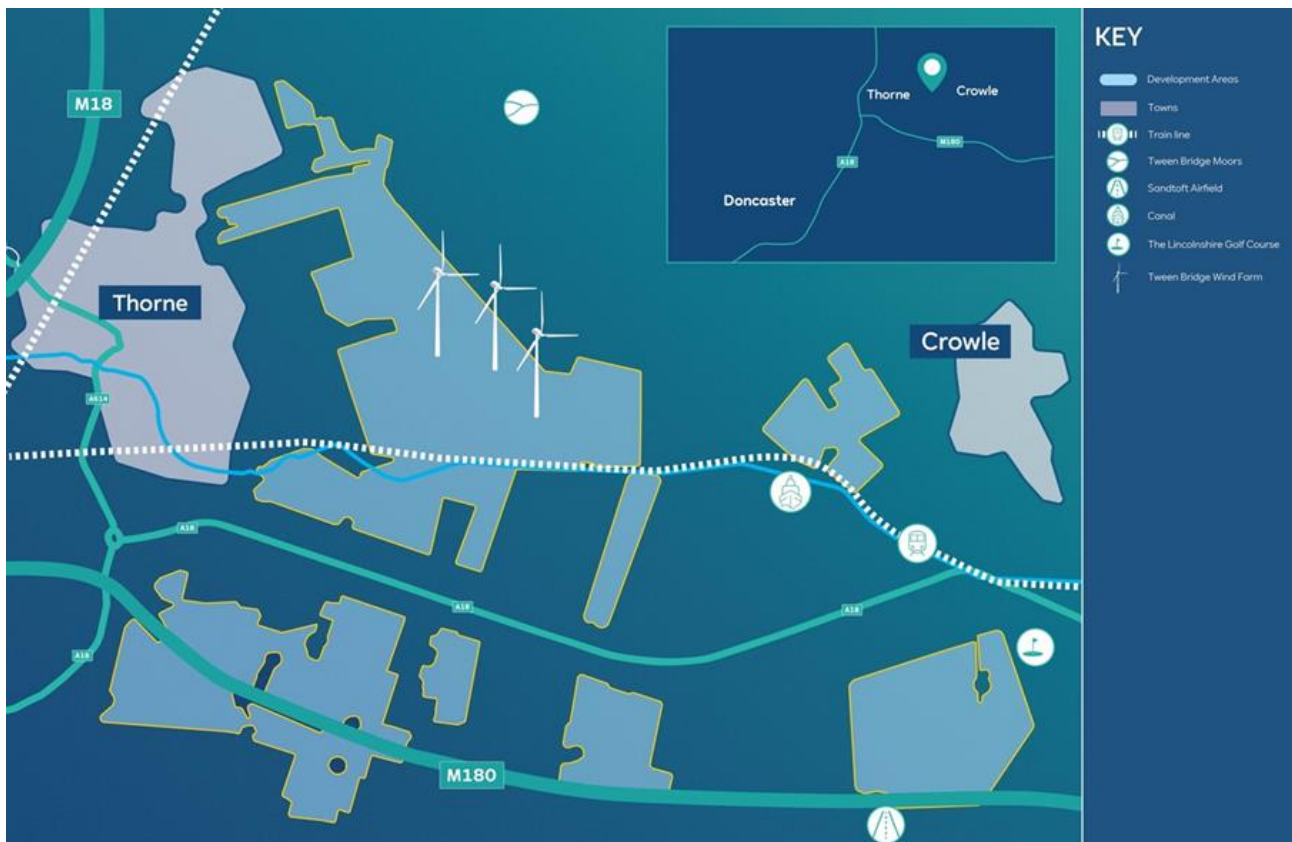 M18
Thorne
Crowle
M180
A18
Doncaster
KEY
Development Areas
Towns
Train line
Tween Bridge Moors
Sandtoft Airfield
Canal
The Lincolnshire Golf Course
Tween Bridge Wind Farm
Thorne
Crowle
A614
A18
A18
A18
A18
M180